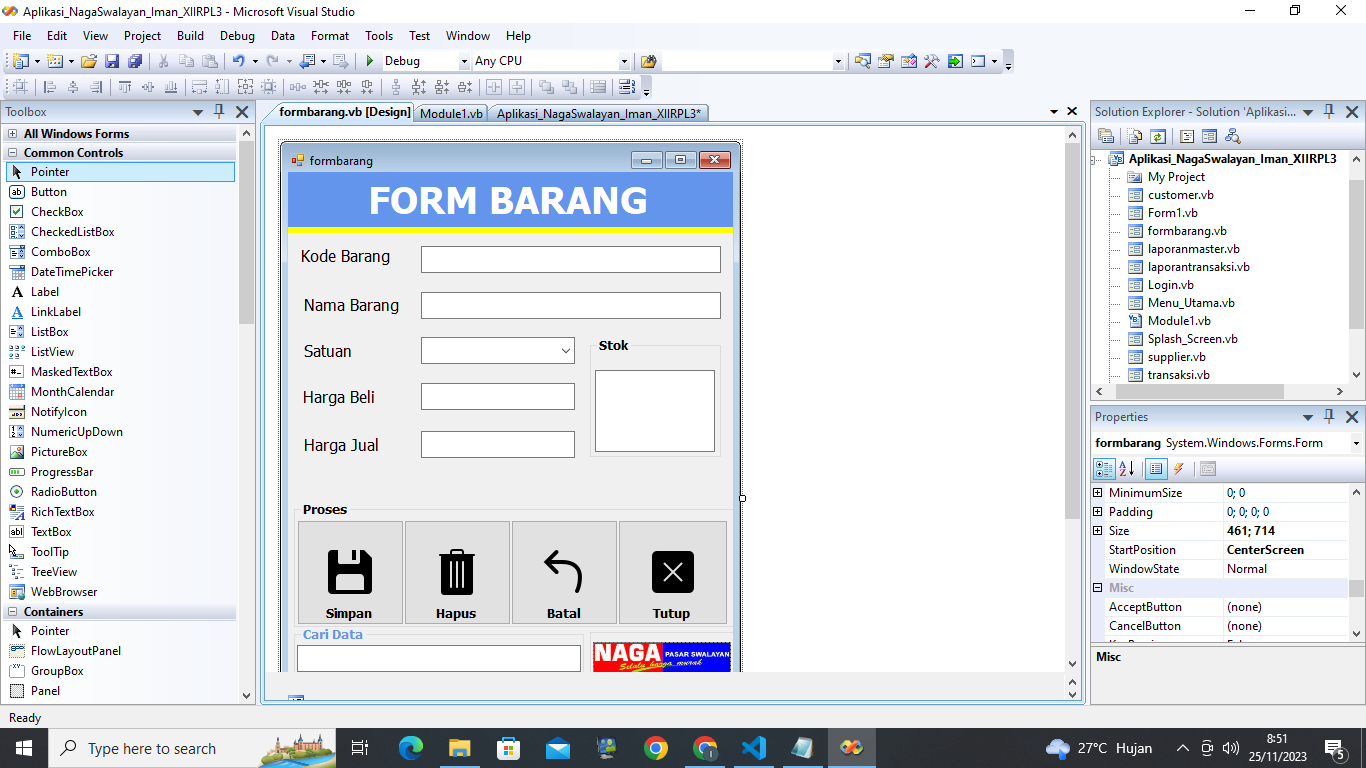 Aplikasi_NagaSwalayan_Iman_XIIRPL3 - Microsoft Visual Studio
File Edit View Project Build Debug Data Format Tools Test Window Help
Debug Any CPU
Toolbox
All Windows Forms
Common Controls
Pointer
Button
CheckBox
CheckedListBox
ComboBox
DateTimePicker
Label
LinkLabel
ListBox
ListView
MaskedTextBox
MonthCalendar
NotifyIcon
NumericUpDown
PictureBox
ProgressBar
RadioButton
RichTextBox
TextBox
ToolTip
TreeView
WebBrowser
Containers
Pointer
FlowLayoutPanel
GroupBox
Panel
formbarang.vb [Design] Module1.vb Aplikasi_NagaSwalayan_Iman_XIIRPL3*
formbarang
FORM BARANG
Kode Barang
Nama Barang
Satuan
Stok
Harga Beli
Harga Jual
Proses
Simpan Hapus Batal Tutup
Cari Data
NAGA PASAR SWALAYAN
Selalu harga murah
Solution Explorer - Solution 'Aplikasi...
Aplikasi_NagaSwalayan_Iman_XIIRPL3
My Project
customer.vb
Form1.vb
formbarang.vb
laporanmaster.vb
laporantransaksi.vb
Login.vb
Menu_Utama.vb
Module1.vb
Splash_Screen.vb
supplier.vb
transaksi.vb
Properties
formbarang System.Windows.Forms.Form
MinimumSize 0; 0
Padding 0; 0; 0; 0
Size 461; 714
StartPosition CenterScreen
WindowState Normal
Misc
AcceptButton (none)
CancelButton (none)
Misc
Ready
Type here to search
27°C Hujan
8:51
25/11/2023
5